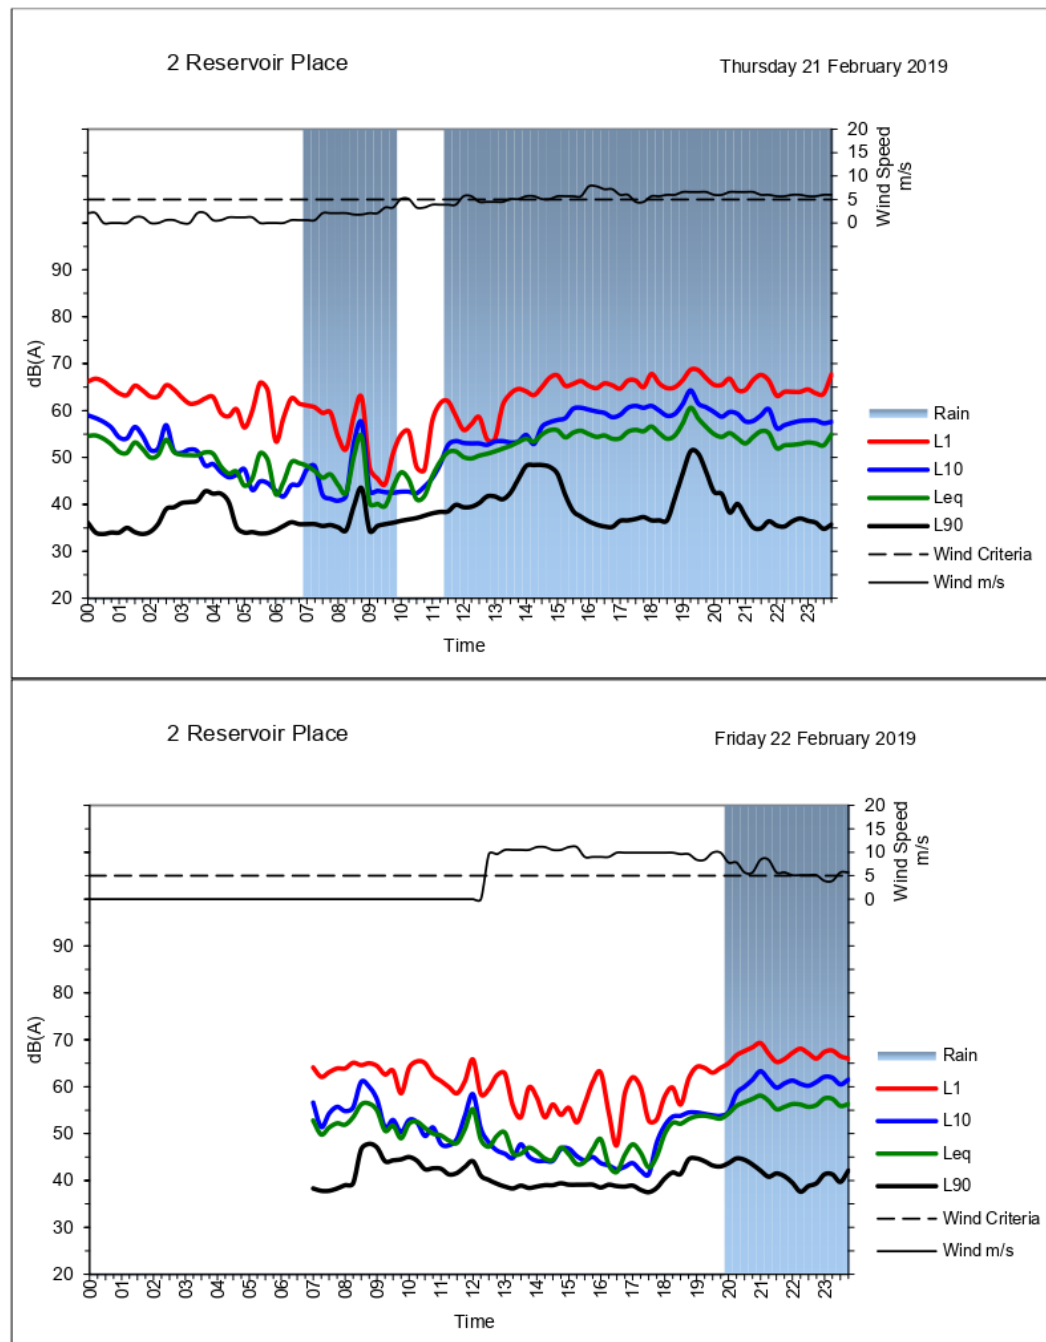 2 Reservoir Place
Thursday 21 February 2019
20
15
10
5
0
Wind Speed
m/s
90
80
70
60
50
40
30
20
dB(A)
00 01 02 03 04 05 06 07 08 09 10 11 12 13 14 15 16 17 18 19 20 21 22 23
Time
Rain
L1
L10
Leq
L90
Wind Criteria
Wind m/s
2 Reservoir Place
Friday 22 February 2019
20
15
10
5
0
Wind Speed
m/s
90
80
70
60
50
40
30
20
dB(A)
00 01 02 03 04 05 06 07 08 09 10 11 12 13 14 15 16 17 18 19 20 21 22 23
Time
Rain
L1
L10
Leq
L90
Wind Criteria
Wind m/s